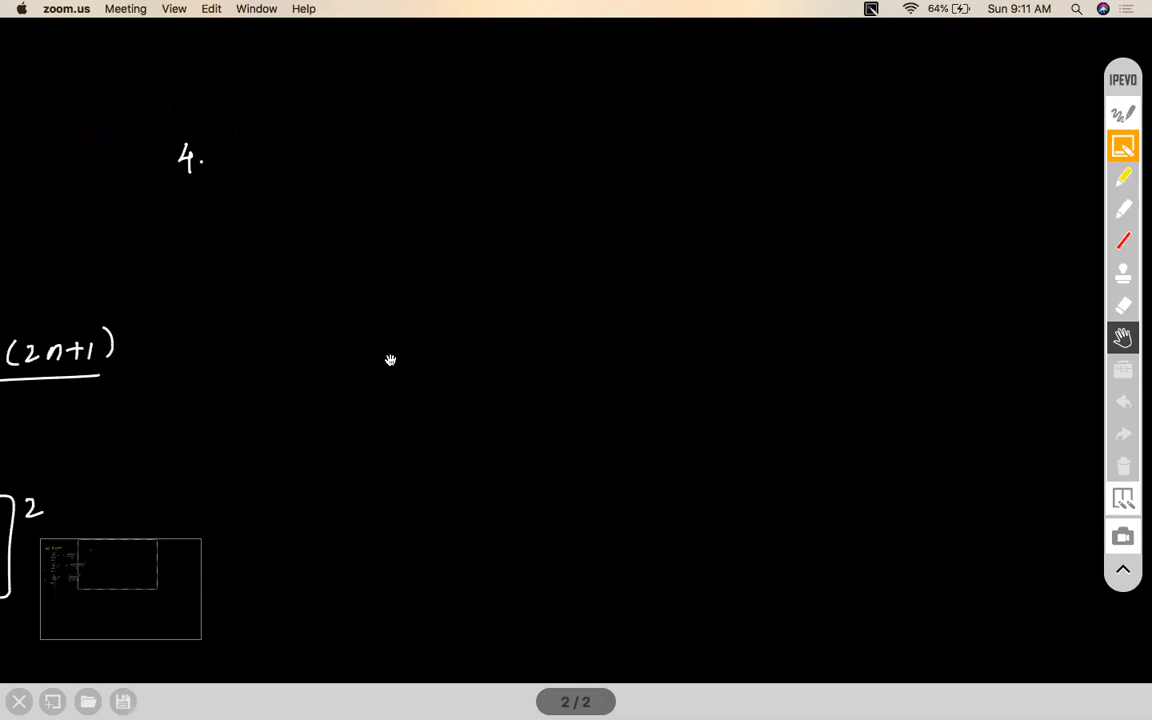 zoom.us Meeting View Edit Window Help 64% Sun 9:11 AM
IPEVO
4.
(2n+1)
]2
2/2